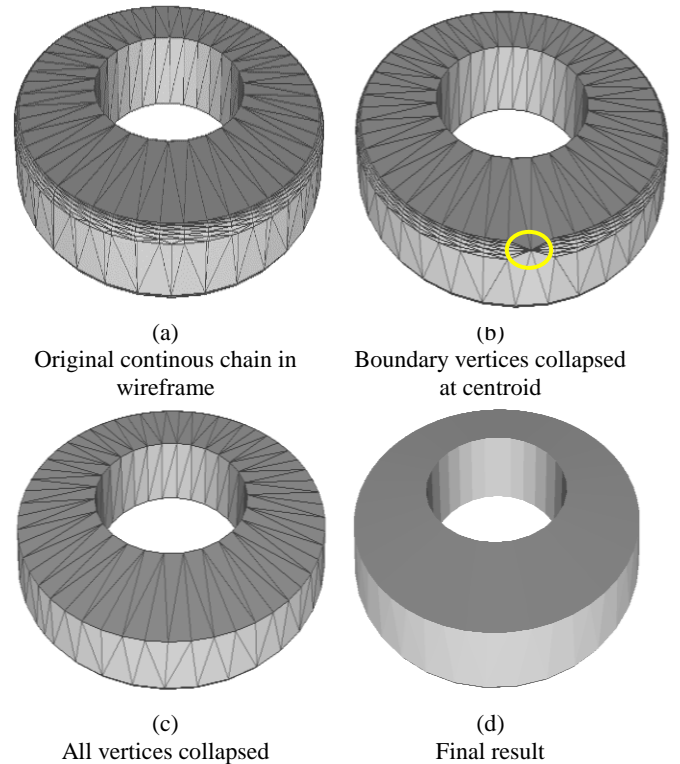 (a)
Original continous chain in
wireframe
(b)
Boundary vertices collapsed
at centroid
(c)
All vertices collapsed
(d)
Final result